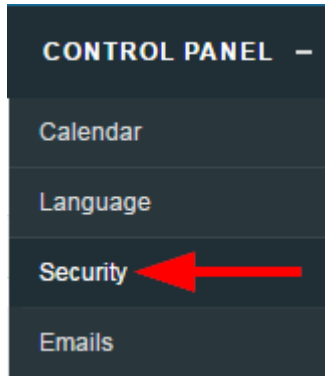 CONTROL PANEL –
Calendar
Language
Security
Emails